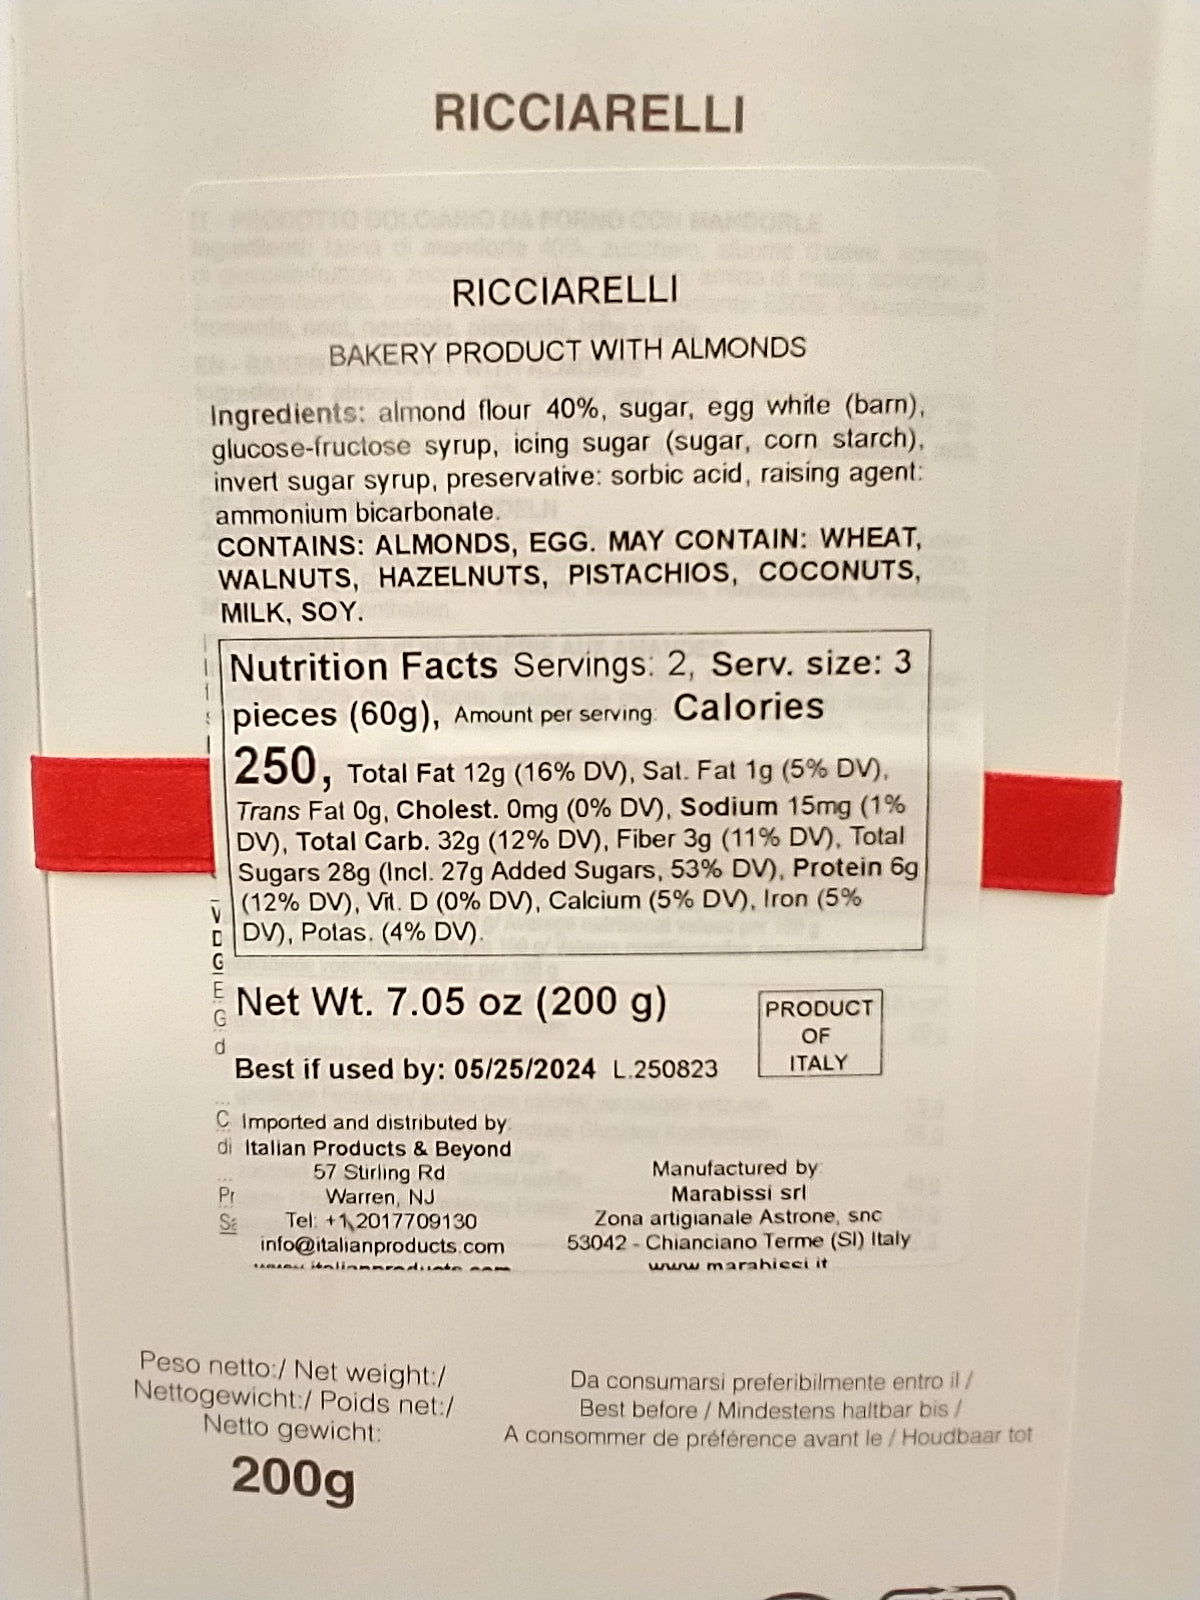 RICCIARELLI
RICCIARELLI
BAKERY PRODUCT WITH ALMONDS
Ingredients: almond flour 40%, sugar, egg white (barn),
glucose-fructose syrup, icing sugar (sugar, corn starch),
invert sugar syrup, preservative: sorbic acid, raising agent:
ammonium bicarbonate.
CONTAINS: ALMONDS, EGG. MAY CONTAIN: WHEAT,
WALNUTS, HAZELNUTS, PISTACHIOS, COCONUTS,
MILK, SOY.
Nutrition Facts Servings: 2, Serv. size: 3
pieces (60g), Amount per serving: Calories
250, Total Fat 12g (16% DV), Sat. Fat 1g (5% DV),
Trans Fat 0g, Cholest. 0mg (0% DV), Sodium 15mg (1%
DV), Total Carb. 32g (12% DV), Fiber 3g (11% DV), Total
Sugars 28g (Incl. 27g Added Sugars, 53% DV), Protein 6g
(12% DV), Vit. D (0% DV), Calcium (5% DV), Iron (5%
DV), Potas. (4% DV).
Net Wt. 7.05 oz (200 g)
PRODUCT
OF
ITALY
Best if used by: 05/25/2024 L.250823
Imported and distributed by:
Italian Products & Beyond
57 Stirling Rd
Warren, NJ
Tel: +1 2017709130
info@italianproducts.com
www.italianproducts.com
Manufactured by:
Marabissi srl
Zona artigianale Astrone, snc
53042 - Chianciano Terme (SI) Italy
www.marabissi.it
Peso netto:/ Net weight:/
Nettogewicht:/ Poids net:/
Netto gewicht:
200g
Da consumarsi preferibilmente entro il /
Best before / Mindestens haltbar bis /
A consommer de préférence avant le / Houdbaar tot